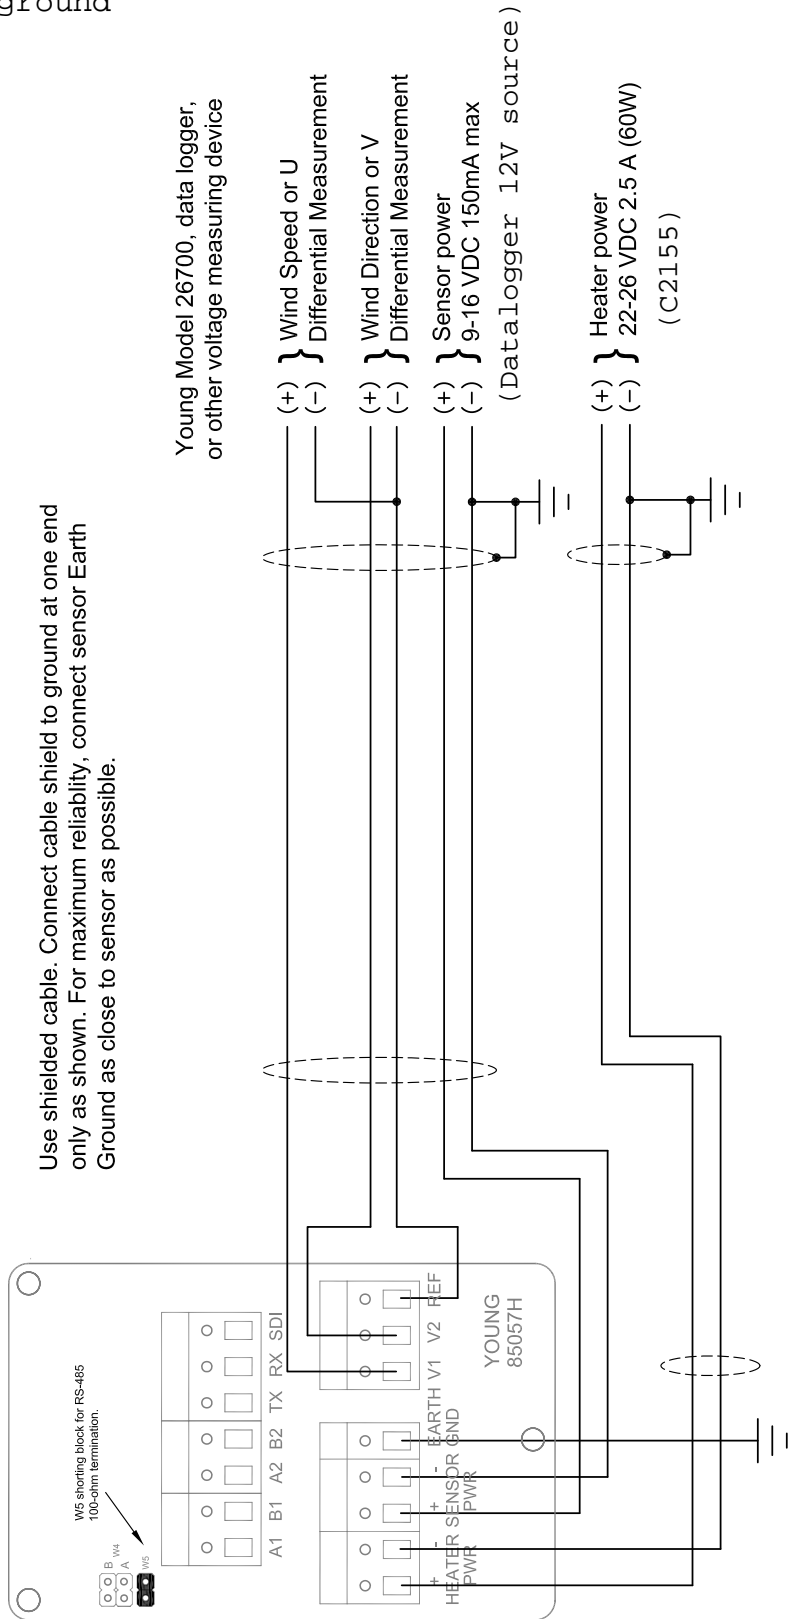 ground
Use shielded cable. Connect cable shield to ground at one end
only as shown. For maximum reliablity, connect sensor Earth
Ground as close to sensor as possible.
Young Model 26700, data logger,
or other voltage measuring device
(+)
(−)
} Wind Speed or U
Differential Measurement
(+)
(−)
} Wind Direction or V
Differential Measurement
(+)
(−)
} Sensor power
9-16 VDC 150mA max
(Datalogger 12V source)
(+)
(−)
} Heater power
22-26 VDC 2.5 A (60W)
(C2155)
W5 shorting block for RS-485
100-ohm termination.
B
A
W4
W5
A1 B1 A2 B2 TX RX SDI
+ - + - EARTH V1 V2 REF
HEATER SENSOR GND
PWR PWR
YOUNG
85057H